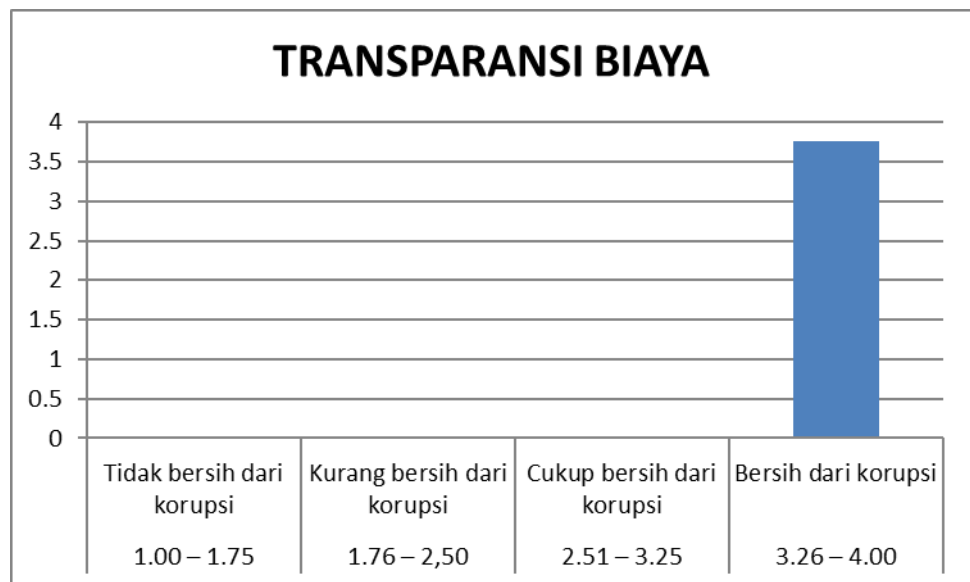 TRANSPARANSI BIAYA
4
3.5
3
2.5
2
1.5
1
0.5
0
Tidak bersih dari
korupsi
Kurang bersih dari
korupsi
Cukup bersih dari
korupsi
Bersih dari korupsi
1.00 – 1.75
1.76 – 2,50
2.51 – 3.25
3.26 – 4.00